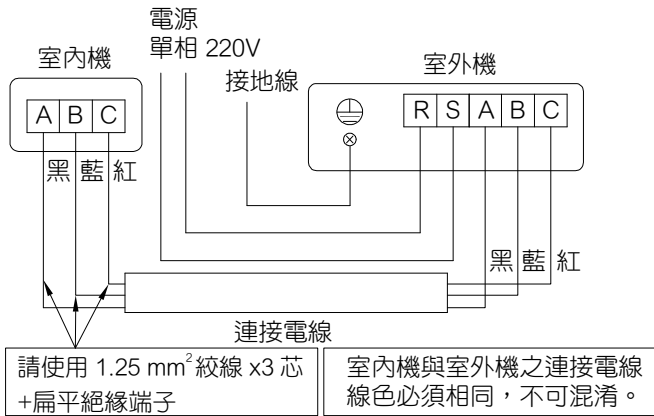 電源
單相 220V
室內機
接地線
室外機
A B C
R S A B C
黑 藍 紅
黑 藍 紅
連接電線
請使用 1.25 mm² 絞線 x3 芯
+扁平絕緣端子
室內機與室外機之連接電線
線色必須相同，不可混淆。